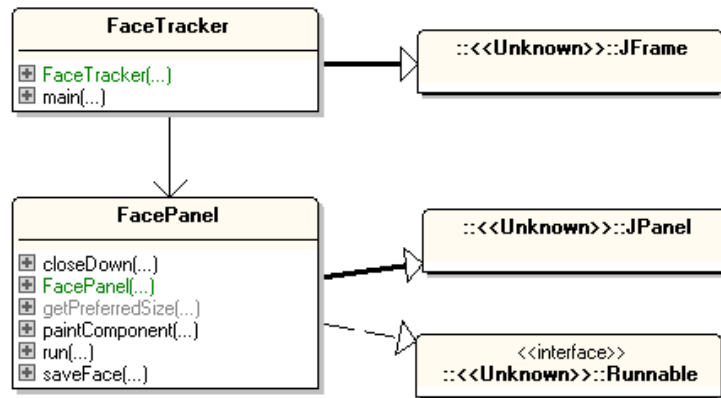 FaceTracker
FaceTracker(...)
main(...)
::<<Unknown>>::JFrame
FacePanel
closeDown(...)
FacePanel(...)
getPreferredSize(...)
paintComponent(...)
run(...)
saveFace(...)
::<<Unknown>>::JPanel
<<interface>>
::<<Unknown>>::Runnable